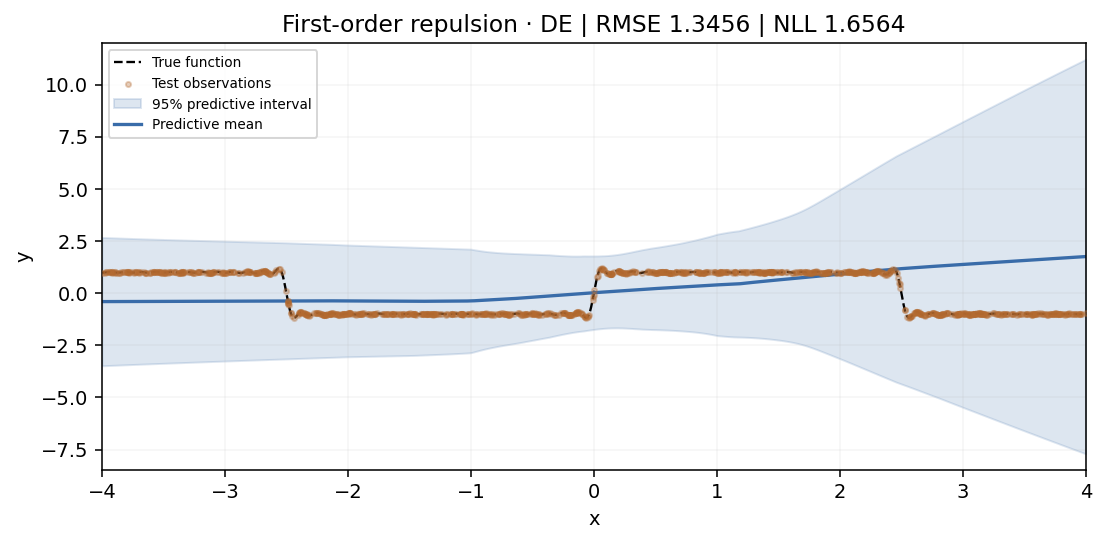 First-order repulsion · DE | RMSE 1.3456 | NLL 1.6564
True function
Test observations
95% predictive interval
Predictive mean
10.0
7.5
5.0
2.5
0.0
−2.5
−5.0
−7.5
y
−4
−3
−2
−1
0
1
2
3
4
x